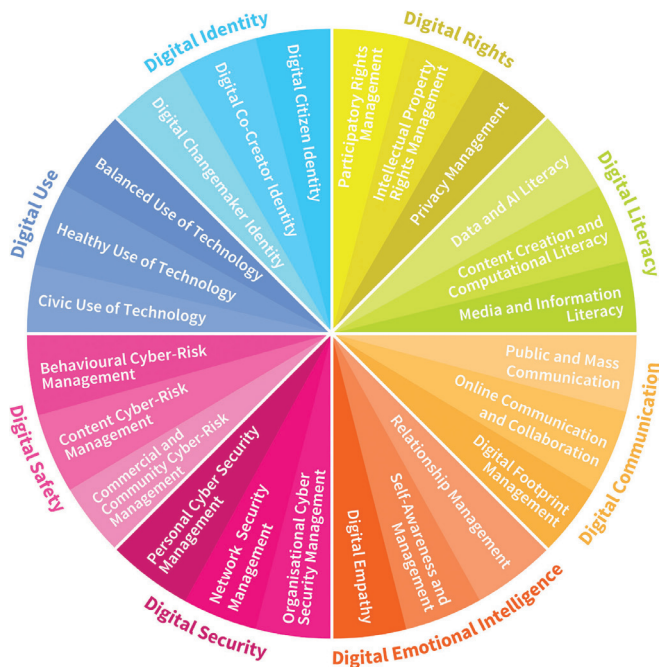 Digital Identity
Digital Citizen Identity
Digital Co-Creator Identity
Digital Changemaker Identity
Digital Rights
Participatory Rights
Management
Intellectual Property
Rights Management
Privacy Management
Digital Literacy
Data and AI Literacy
Content Creation and
Computational Literacy
Media and Information
Literacy
Digital Communication
Public and Mass
Communication
Online Communication
and Collaboration
Digital Footprint
Management
Digital Emotional Intelligence
Relationship Management
Self-Awareness and
Management
Digital Empathy
Digital Security
Organisational Cyber
Security Management
Network Security
Management
Personal Cyber Security
Management
Digital Safety
Commercial and
Community Cyber-Risk
Management
Content Cyber-Risk
Management
Behavioural Cyber-Risk
Management
Digital Use
Civic Use of Technology
Healthy Use of Technology
Balanced Use of Technology